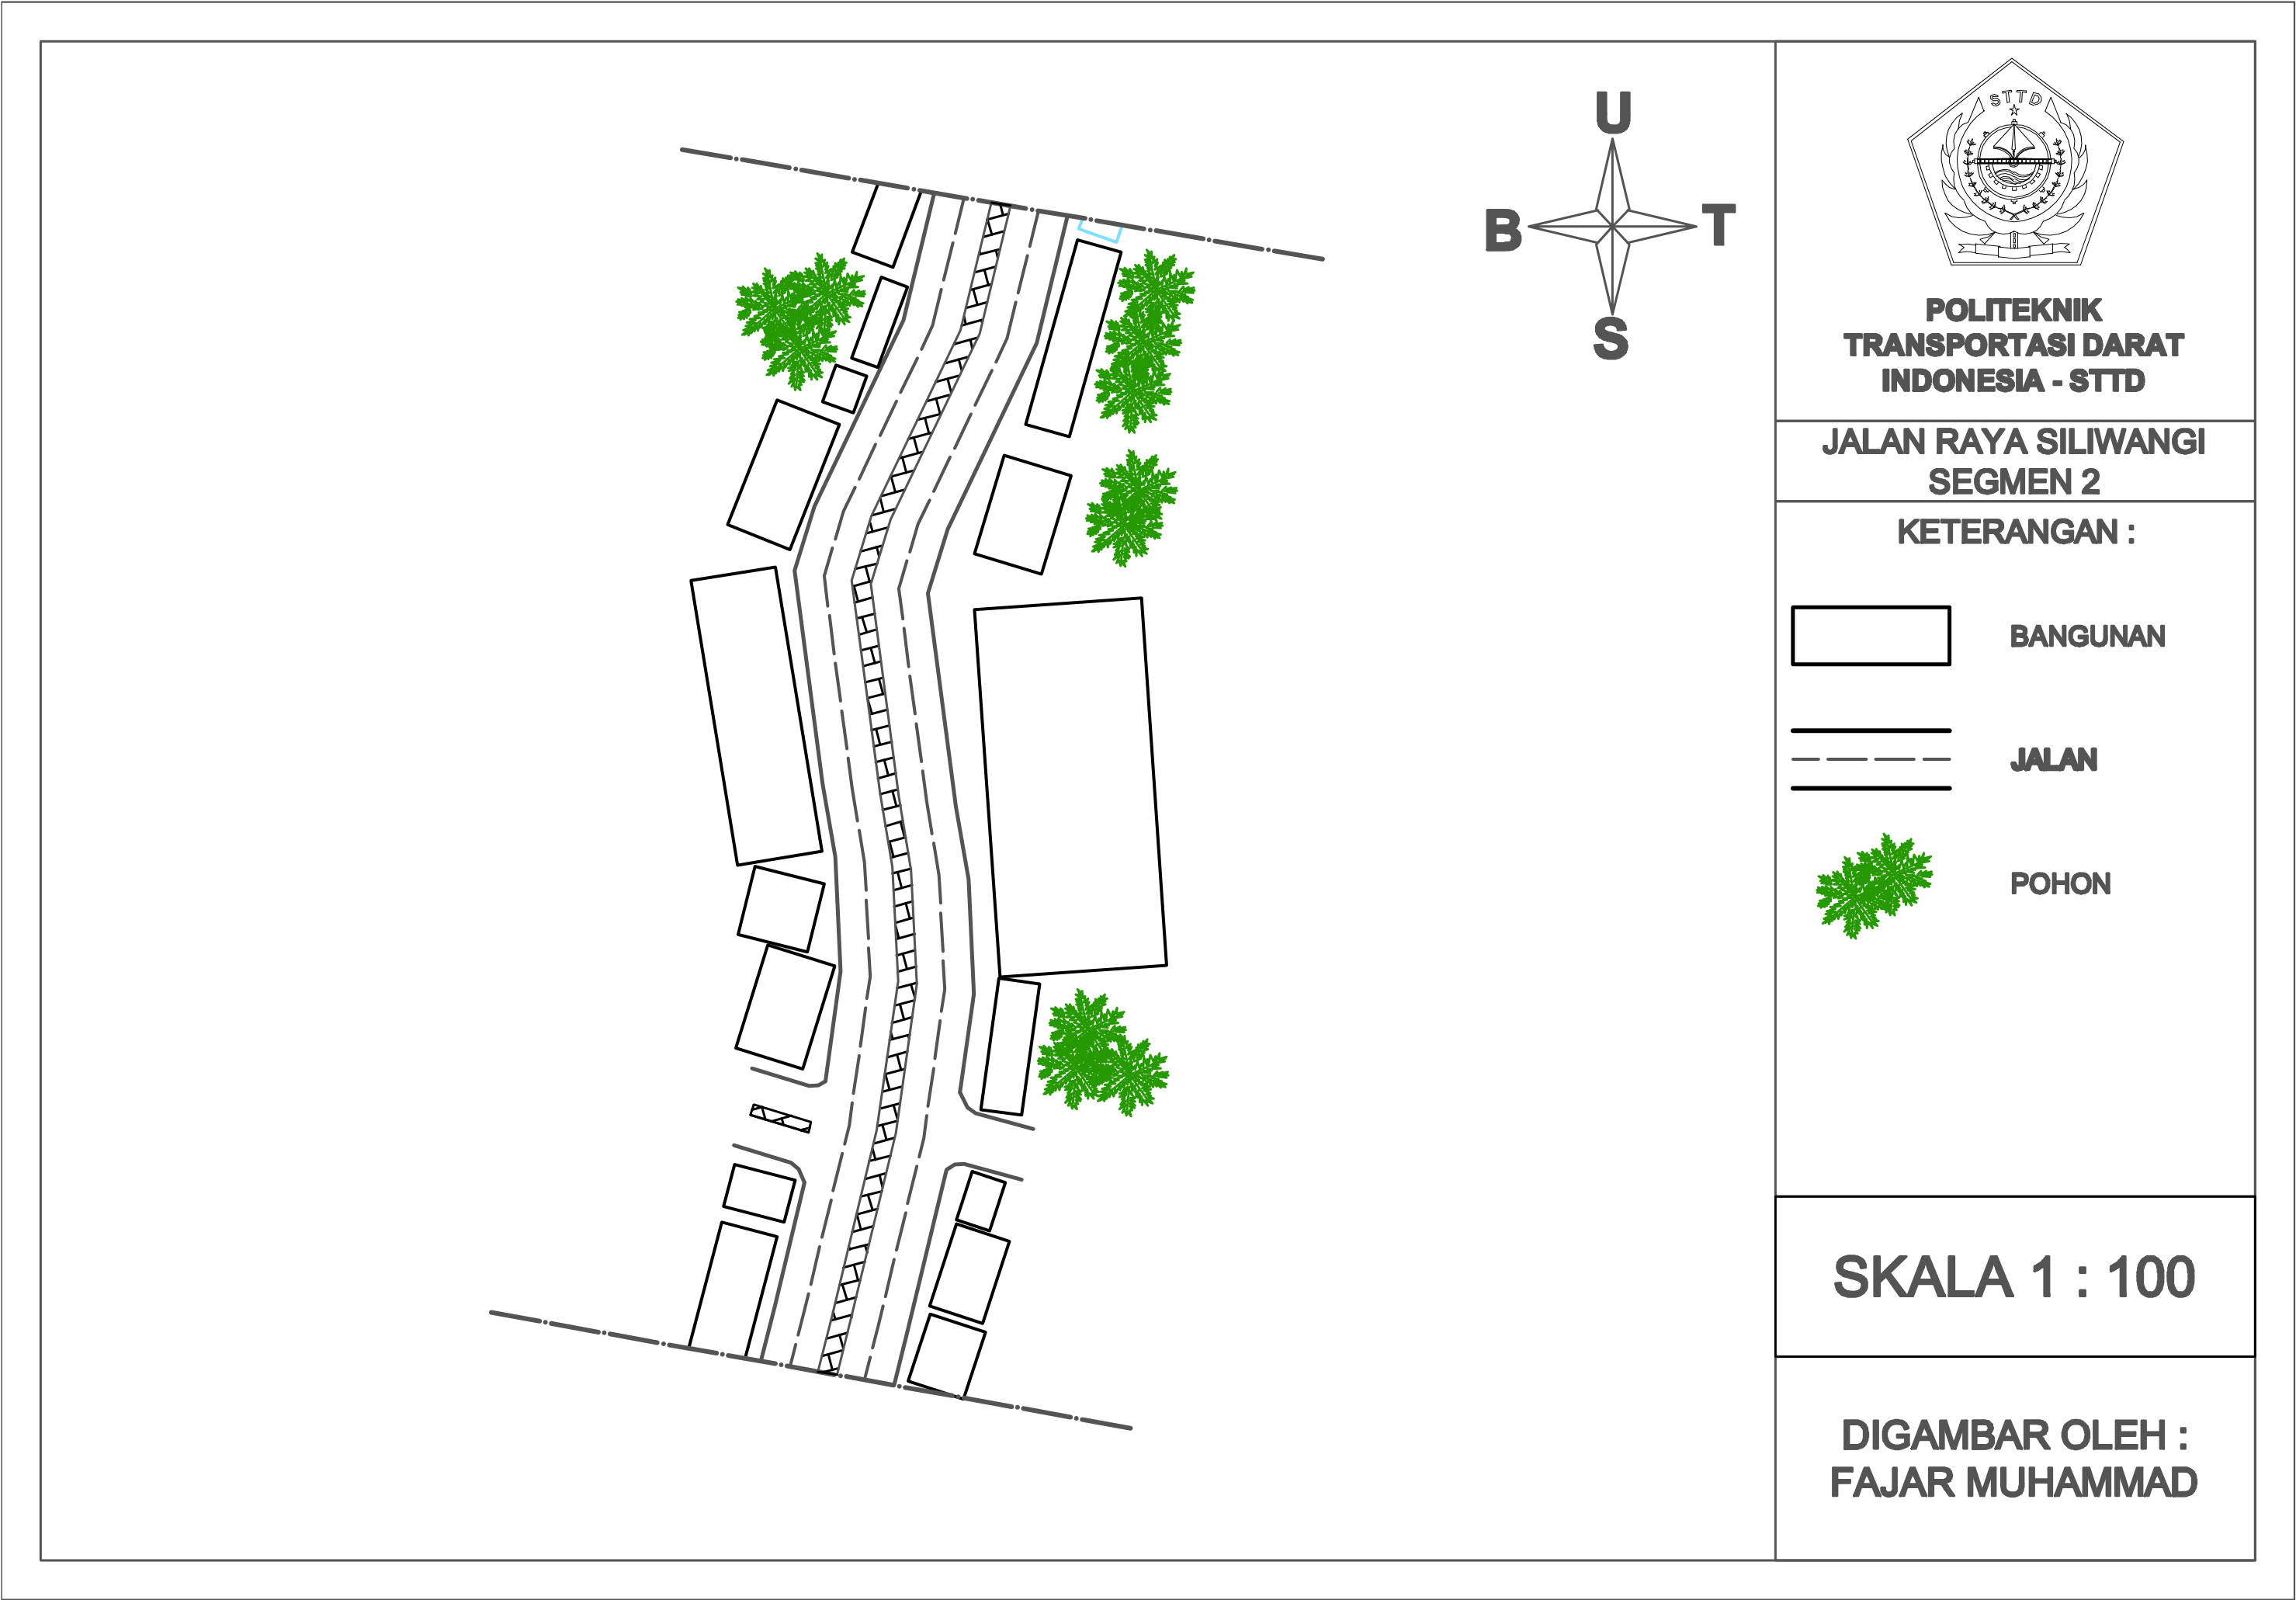 U
B
T
S
STTD
POLITEKNIK
TRANSPORTASI DARAT
INDONESIA - STTD
JALAN RAYA SILIWANGI
SEGMEN 2
KETERANGAN :
BANGUNAN
JALAN
POHON
SKALA 1 : 100
DIGAMBAR OLEH :
FAJAR MUHAMMAD